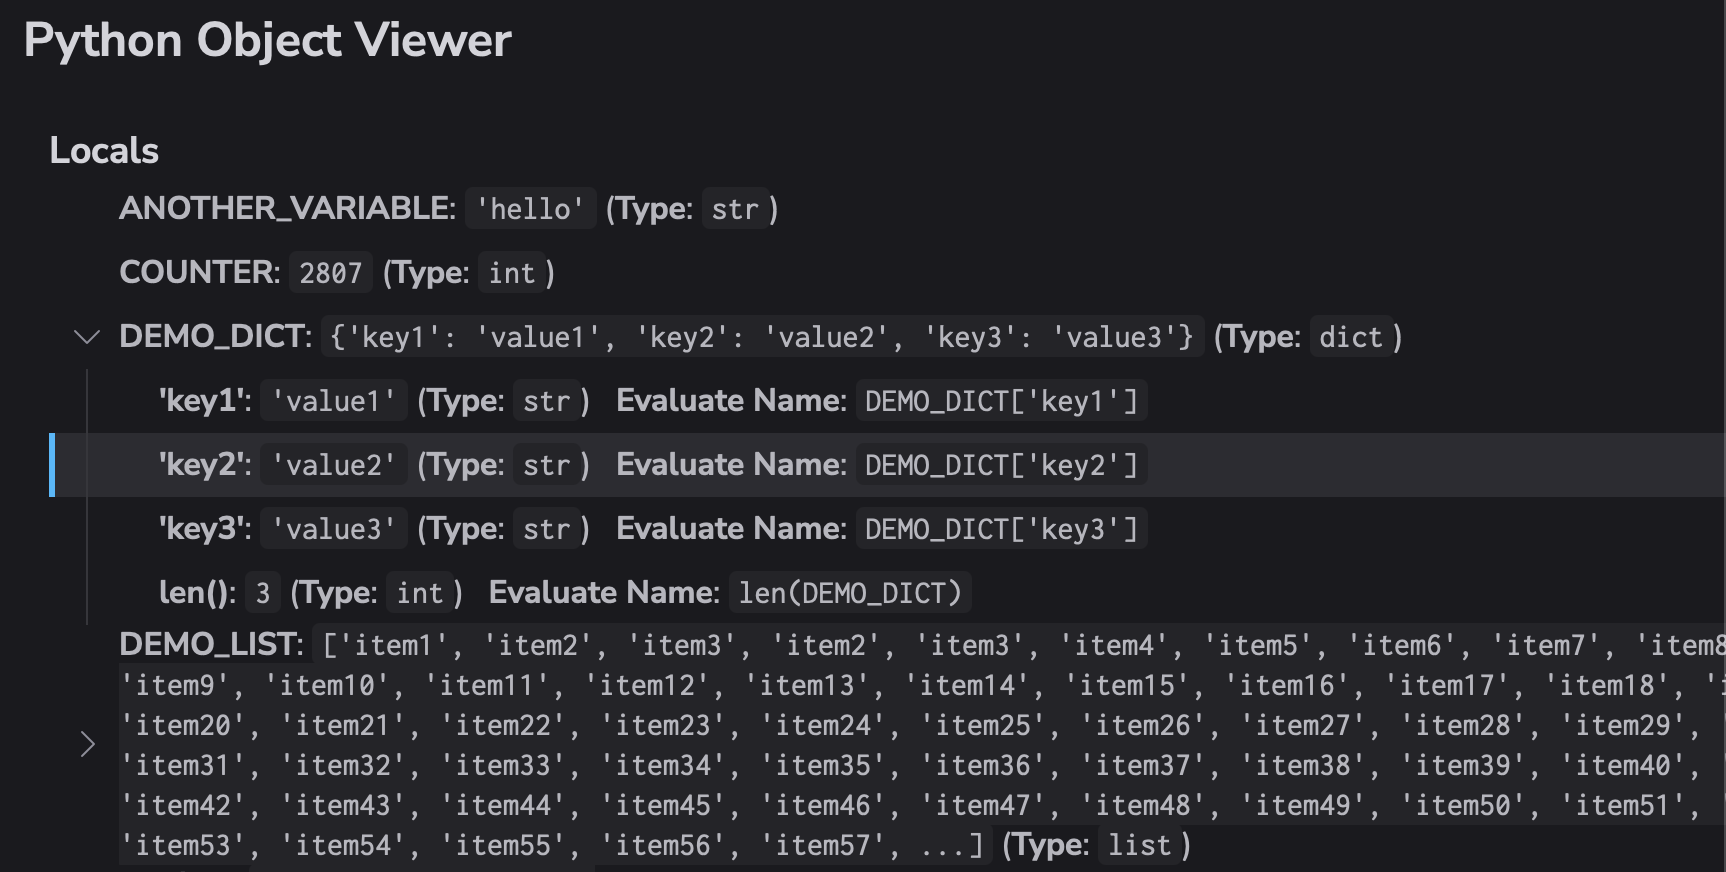 Python Object Viewer
Locals
ANOTHER_VARIABLE: 'hello' (Type: str)
COUNTER: 2807 (Type: int)
DEMO_DICT: {'key1': 'value1', 'key2': 'value2', 'key3': 'value3'} (Type: dict)
'key1': 'value1' (Type: str) Evaluate Name: DEMO_DICT['key1']
'key2': 'value2' (Type: str) Evaluate Name: DEMO_DICT['key2']
'key3': 'value3' (Type: str) Evaluate Name: DEMO_DICT['key3']
len(): 3 (Type: int) Evaluate Name: len(DEMO_DICT)
DEMO_LIST: ['item1', 'item2', 'item3', 'item2', 'item3', 'item4', 'item5', 'item6', 'item7', 'item8
'item9', 'item10', 'item11', 'item12', 'item13', 'item14', 'item15', 'item16', 'item17', 'item18',
'item20', 'item21', 'item22', 'item23', 'item24', 'item25', 'item26', 'item27', 'item28', 'item29',
'item31', 'item32', 'item33', 'item34', 'item35', 'item36', 'item37', 'item38', 'item39', 'item40',
'item42', 'item43', 'item44', 'item45', 'item46', 'item47', 'item48', 'item49', 'item50', 'item51',
'item53', 'item54', 'item55', 'item56', 'item57', ...] (Type: list)